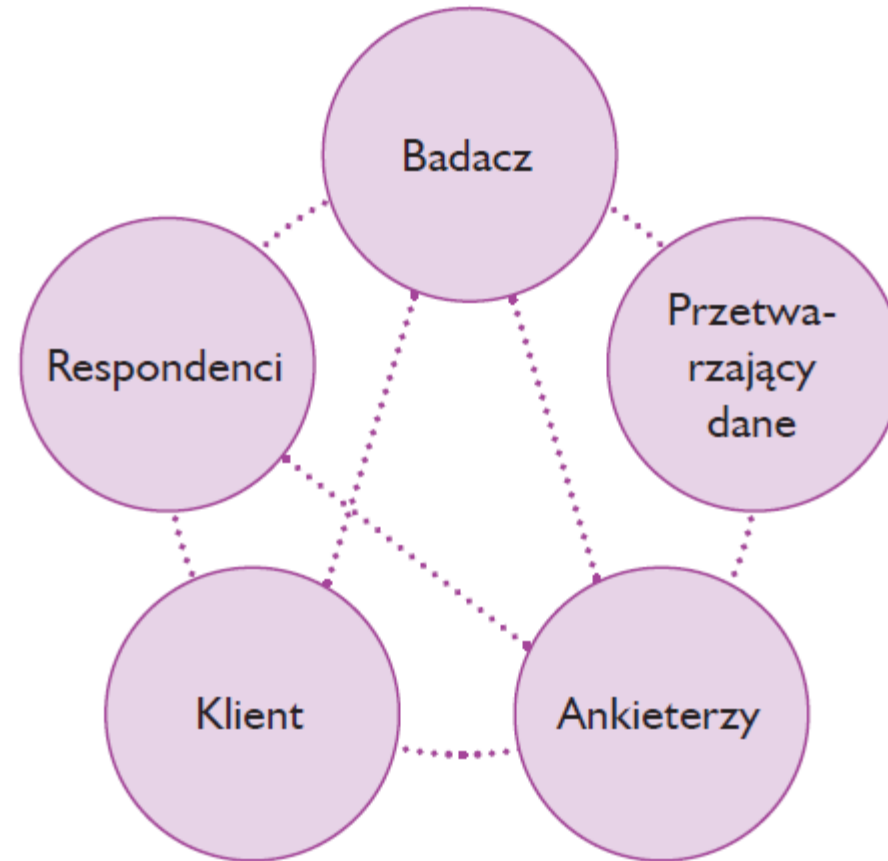 Badacz
Respondenci
Przetwa-
rzający
dane
Klient
Ankieterzy